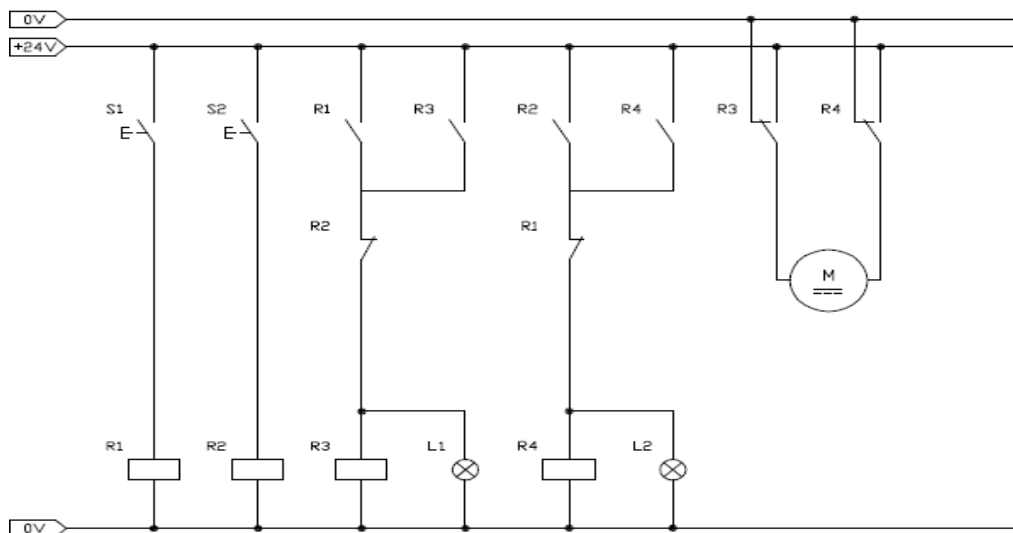 0V
+24V
S1 S2 R1 R3 R2 R4 R3 R4
R2 R1
M
R1 R2 R3 L1 R4 L2
0V